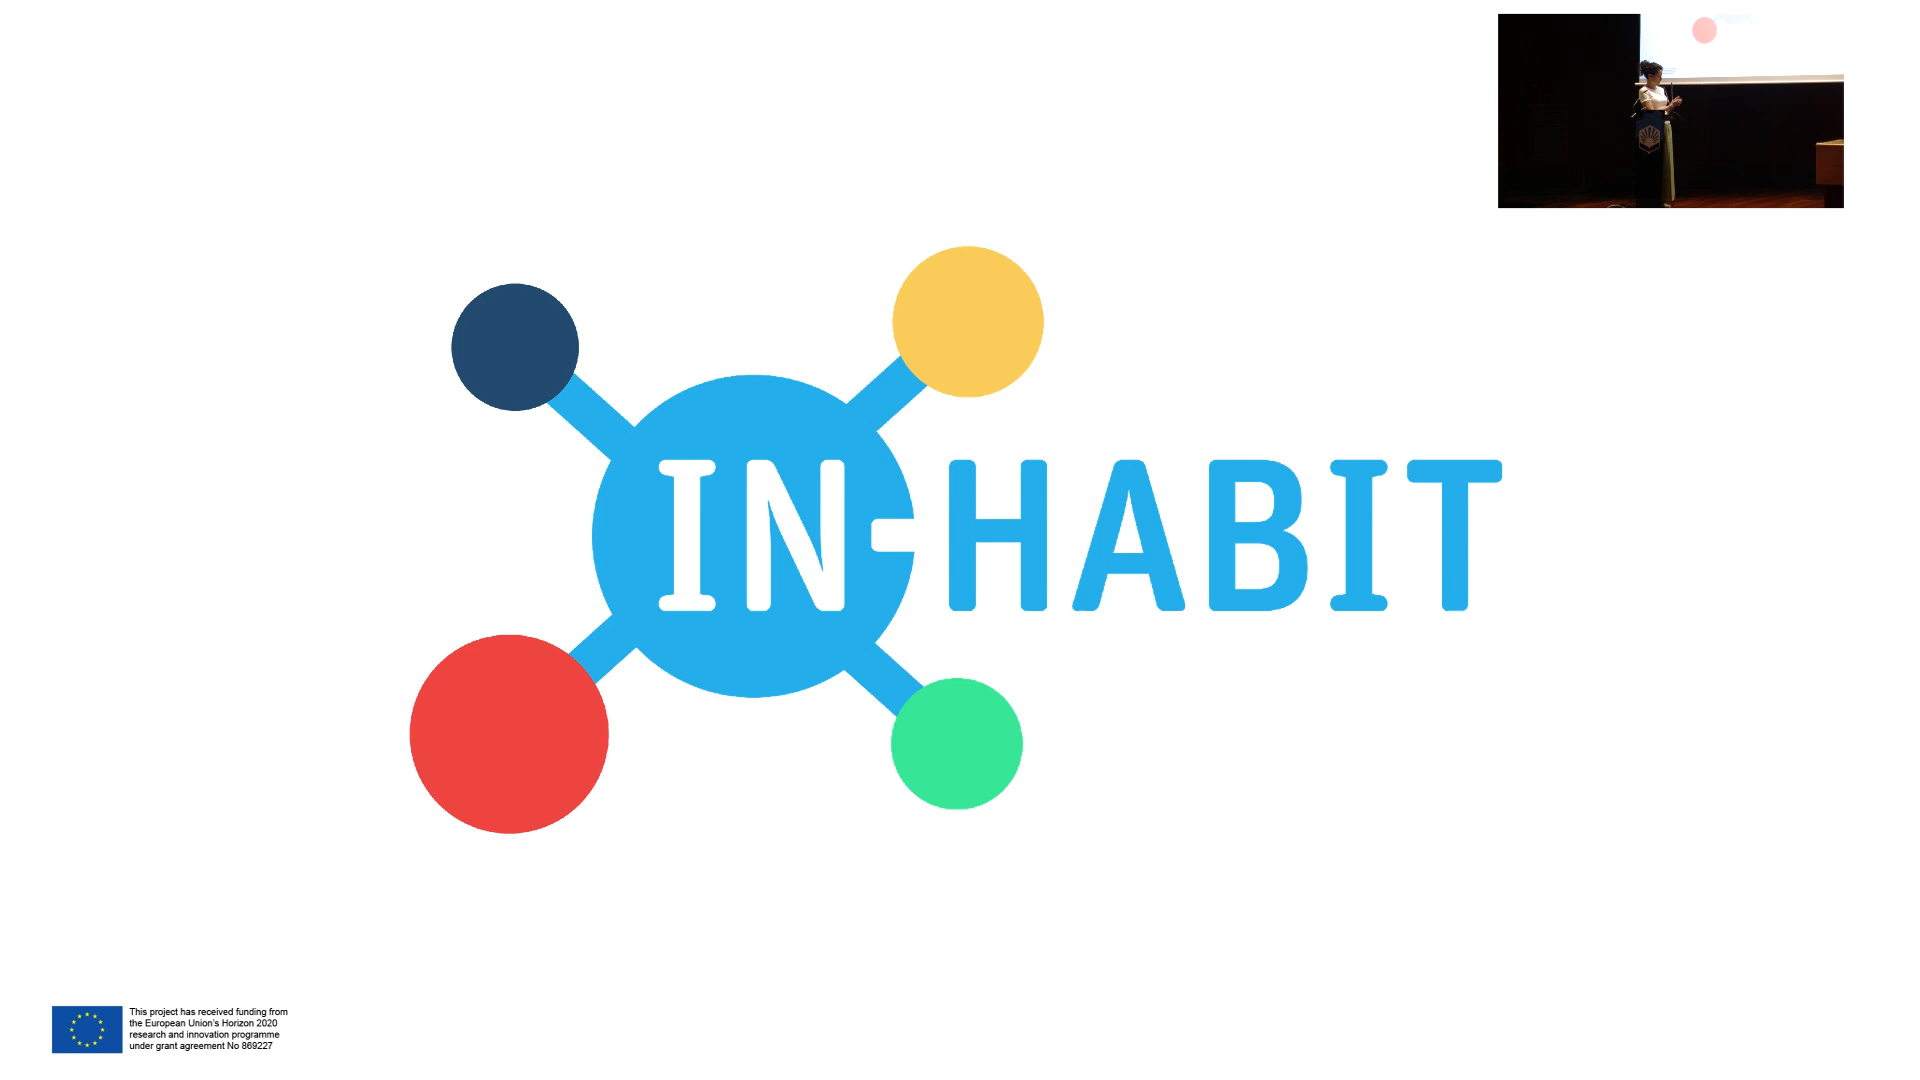 IN-HABIT
This project has received funding from
the European Union's Horizon 2020
research and innovation programme
under grant agreement No 869227